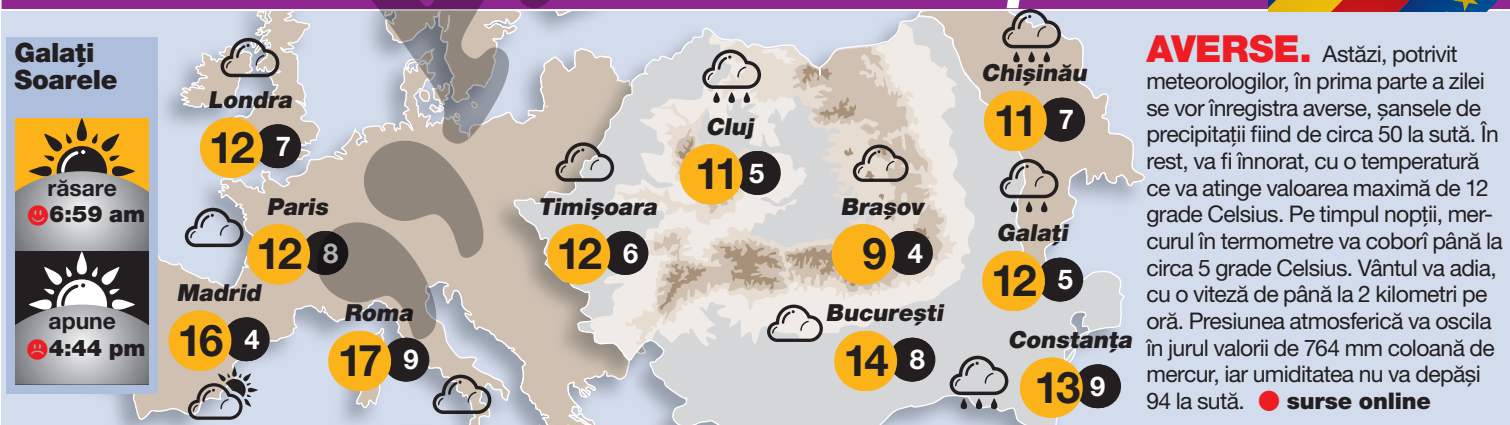 Galați
Soarele
răsare
6:59 am
apune
4:44 pm
Londra
12 7
Paris
12 8
Madrid
16 4
Roma
17 9
Timișoara
12 6
Cluj
11 5
Brașov
9 4
București
14 8
Chișinău
11 7
Galați
12 5
Constanța
13 9
AVERSE. Astăzi, potrivit
meteorologilor, în prima parte a zilei
se vor înregistra averse, șansele de
precipitații fiind de circa 50 la sută. În
rest, va fi înnorat, cu o temperatură
ce va atinge valoarea maximă de 12
grade Celsius. Pe timpul nopții, mer-
curul în termometre va coborî până la
circa 5 grade Celsius. Vântul va adia,
cu o viteză de până la 2 kilometri pe
oră. Presiunea atmosferică va oscila
în jurul valorii de 764 mm coloană de
mercur, iar umiditatea nu va depăși
94 la sută. ● surse online